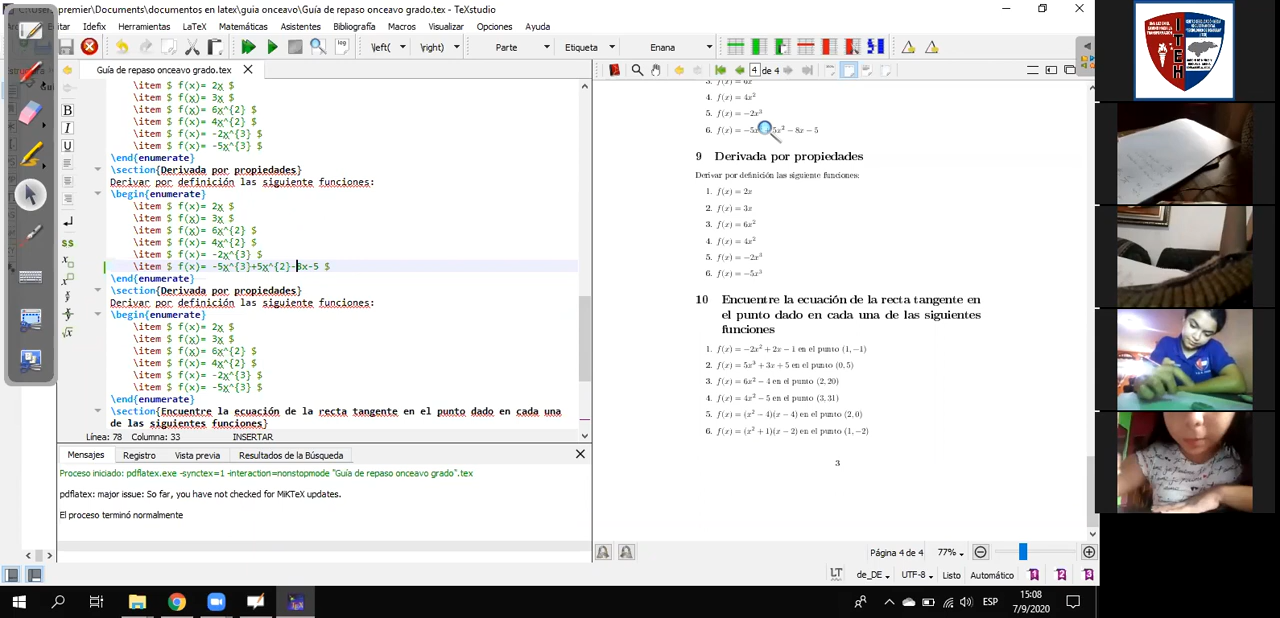 C:\Users\premier\Documents\documentos en latex\guia onceavo\Guía de repaso onceavo grado.tex - TeXstudio
Editar Idefix Herramientas LaTeX Matemáticas Asistentes Bibliografía Macros Visualizar Opciones Ayuda
\left( \right) Parte Etiqueta Enana
Guía de repaso onceavo grado.tex
4 de 4
\item $ f(x)= 2x $
\item $ f(x)= 3x $
\item $ f(x)= 6x^{2} $
\item $ f(x)= 4x^{2} $
\item $ f(x)= -2x^{3} $
\item $ f(x)= -5x^{3} $
\end{enumerate}
\section{Derivada por propiedades}
Derivar por definición las siguiente funciones:
\begin{enumerate}
\item $ f(x)= 2x $
\item $ f(x)= 3x $
\item $ f(x)= 6x^{2} $
\item $ f(x)= 4x^{2} $
\item $ f(x)= -2x^{3} $
\item $ f(x)= -5x^{3}+5x^{2}-8x-5 $
\end{enumerate}
\section{Derivada por propiedades}
Derivar por definición las siguiente funciones:
\begin{enumerate}
\item $ f(x)= 2x $
\item $ f(x)= 3x $
\item $ f(x)= 6x^{2} $
\item $ f(x)= 4x^{2} $
\item $ f(x)= -2x^{3} $
\item $ f(x)= -5x^{3} $
\end{enumerate}
\section{Encuentre la ecuación de la recta tangente en el punto dado en cada una
de las siguientes funciones}
Línea: 78 Columna: 33 INSERTAR
Mensajes Registro Vista previa Resultados de la Búsqueda
Proceso iniciado: pdflatex.exe -synctex=1 -interaction=nonstopmode "Guía de repaso onceavo grado".tex
pdflatex: major issue: So far, you have not checked for MiKTeX updates.
El proceso terminó normalmente
4. f(x) = 4x²
5. f(x) = −2x³
6. f(x) = −5x³ + 5x² − 8x − 5
9 Derivada por propiedades
Derivar por definición las siguiente funciones:
1. f(x) = 2x
2. f(x) = 3x
3. f(x) = 6x²
4. f(x) = 4x²
5. f(x) = −2x³
6. f(x) = −5x³
10 Encuentre la ecuación de la recta tangente en
el punto dado en cada una de las siguientes
funciones
1. f(x) = −2x² + 2x − 1 en el punto (1, −1)
2. f(x) = 5x³ + 3x + 5 en el punto (0, 5)
3. f(x) = 6x² − 4 en el punto (2, 20)
4. f(x) = 4x² − 5 en el punto (3, 31)
5. f(x) = (x² − 4)(x − 4) en el punto (2, 0)
6. f(x) = (x² + 1)(x − 2) en el punto (1, −2)
3
Página 4 de 4 77%
LT de_DE UTF-8 Listo Automático 1 2 3
ESP 15:08
7/9/2020
ITEH